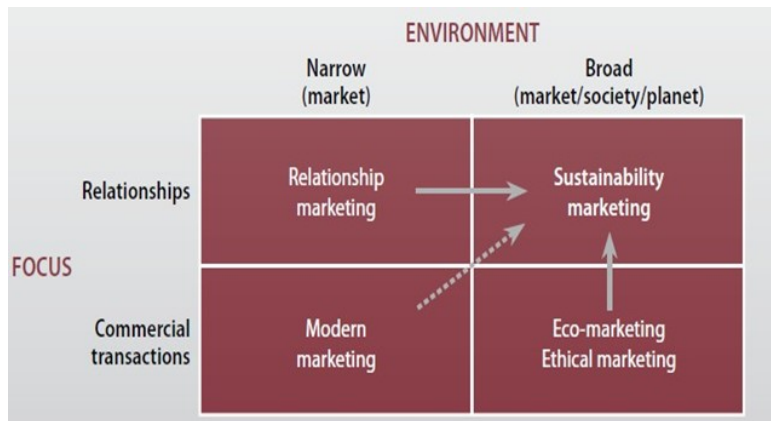 ENVIRONMENT
Narrow
(market)
Broad
(market/society/planet)
Relationships
Relationship
marketing
Sustainability
marketing
FOCUS
Commercial
transactions
Modern
marketing
Eco-marketing
Ethical marketing